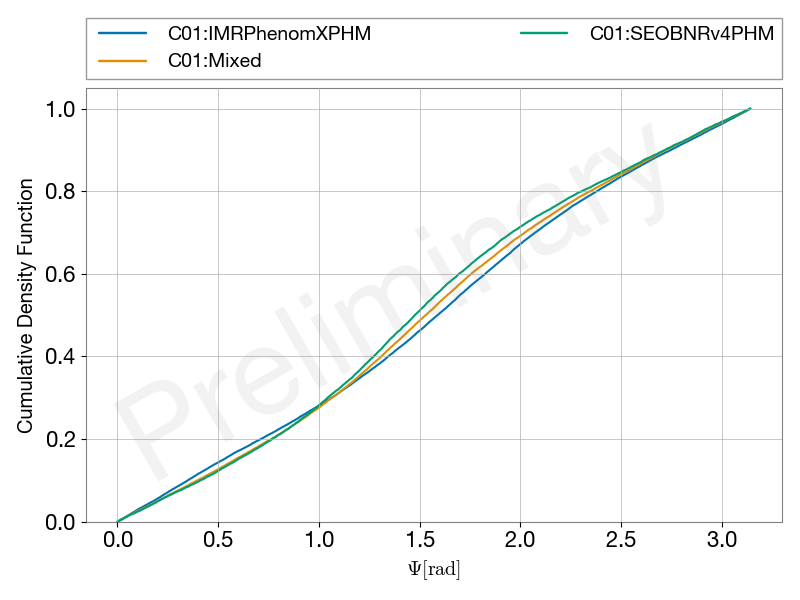 C01:IMRPhenomXPHM
C01:Mixed
C01:SEOBNRv4PHM
Cumulative Density Function
1.0
0.8
0.6
0.4
0.2
0.0
Preliminary
0.0 0.5 1.0 1.5 2.0 2.5 3.0
Ψ[rad]